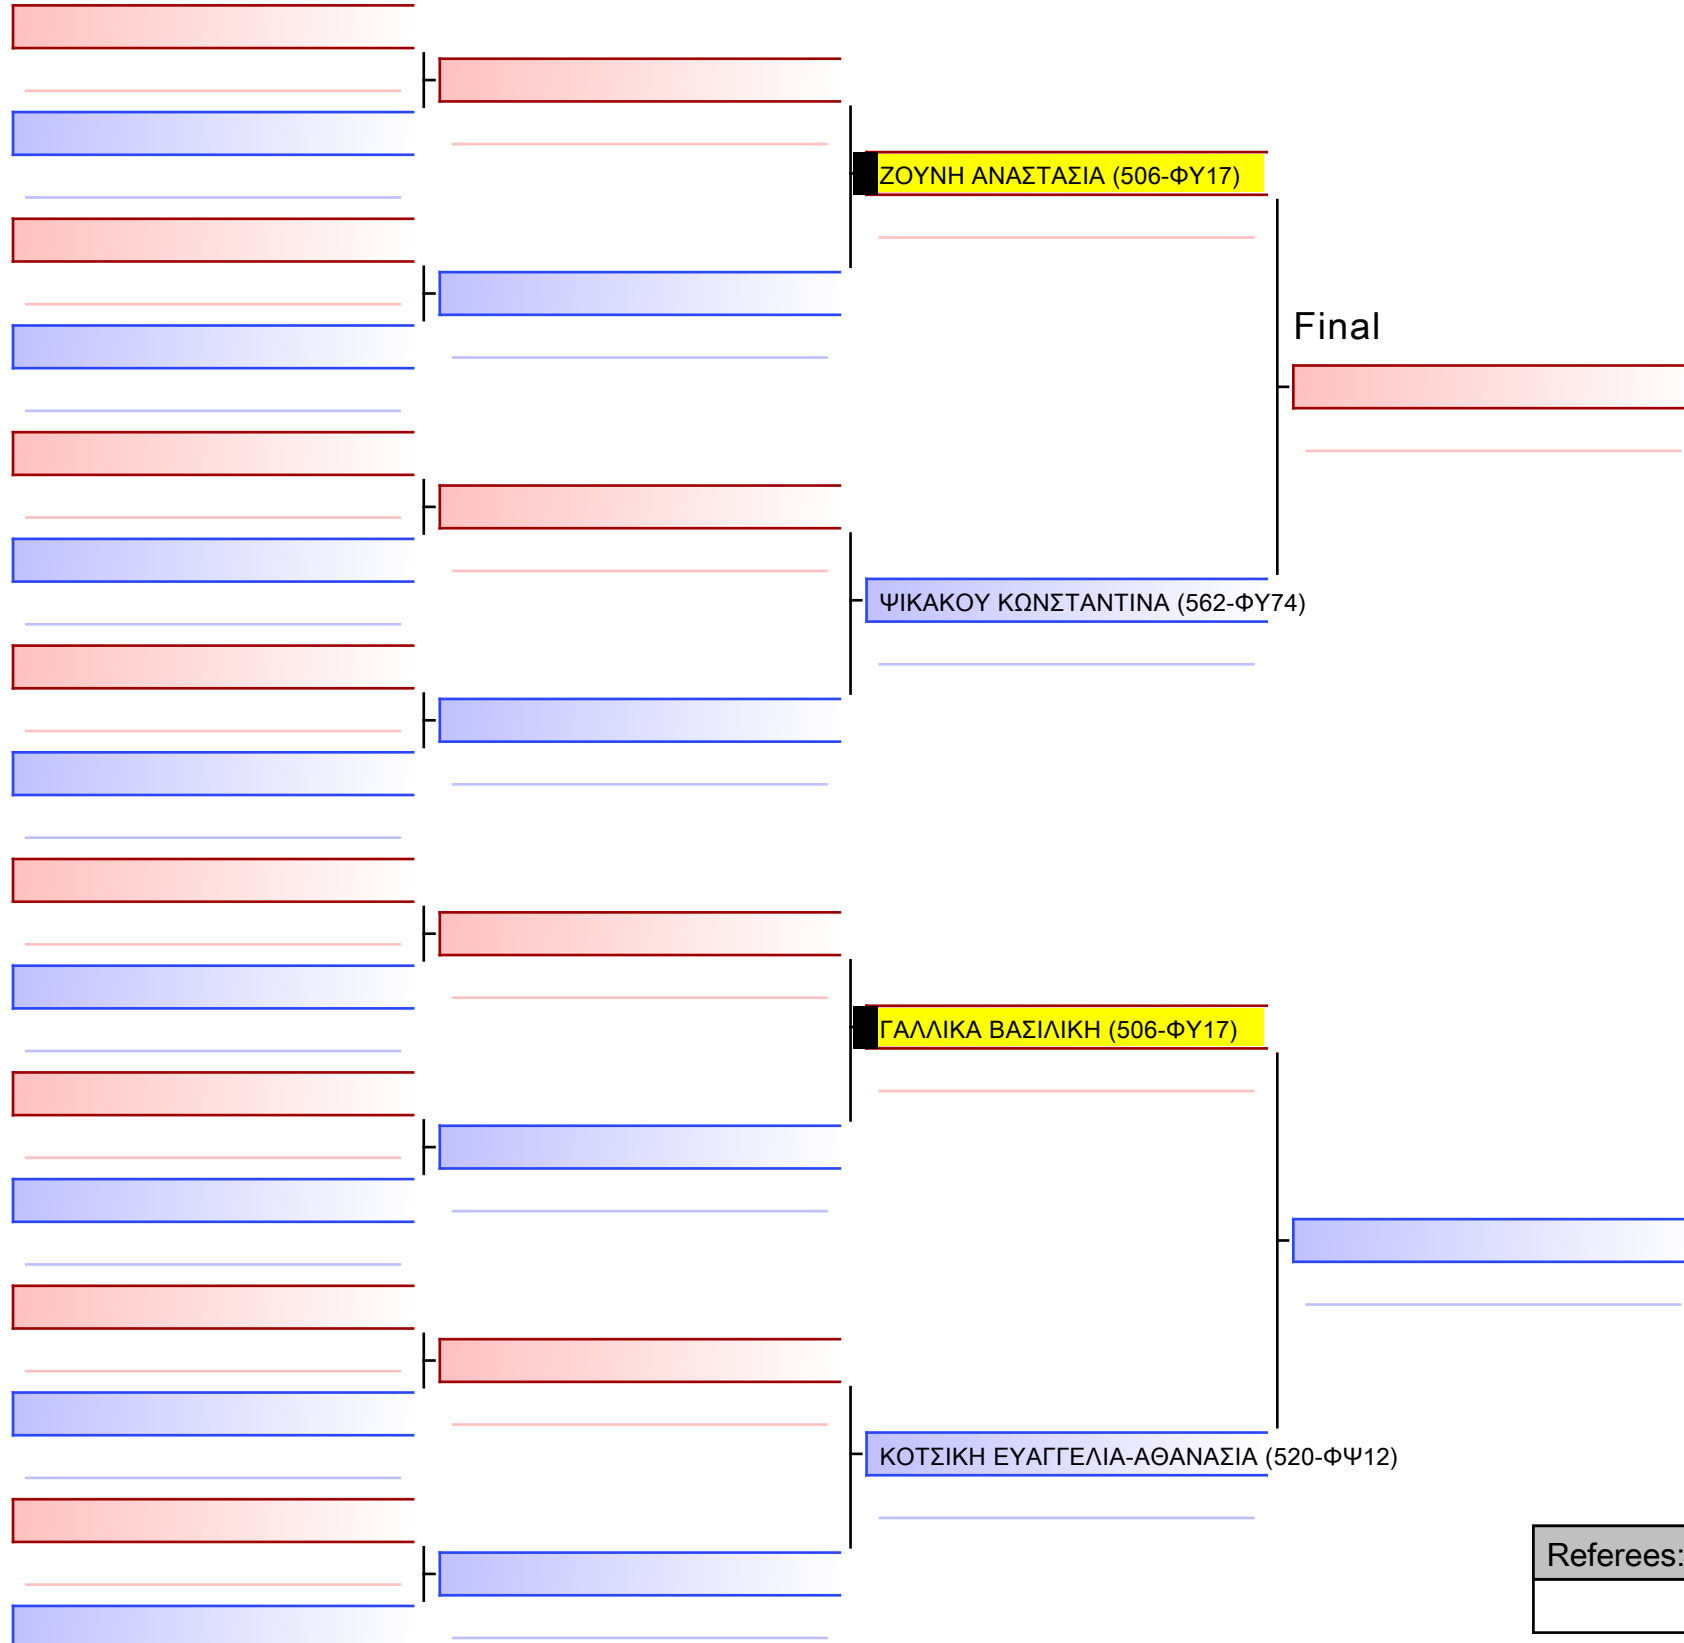 ΖΟΥΝΗ ΑΝΑΣΤΑΣΙΑ (506-ΦΥ17)
Final
ΨΙΚΑΚΟΥ ΚΩΝΣΤΑΝΤΙΝΑ (562-ΦΥ74)
ΓΑΛΛΙΚΑ ΒΑΣΙΛΙΚΗ (506-ΦΥ17)
ΚΟΤΣΙΚΗ ΕΥΑΓΓΕΛΙΑ-ΑΘΑΝΑΣΙΑ (520-ΦΨ12)
Referees: